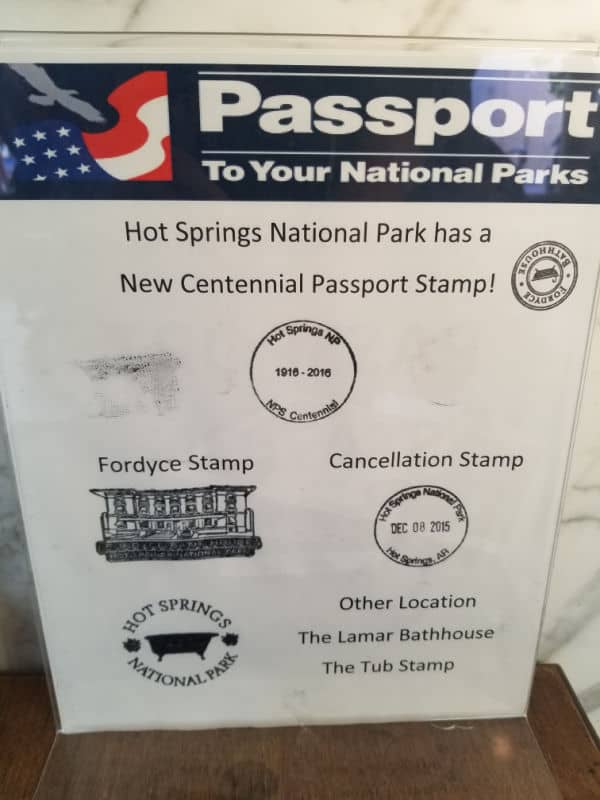 Passport
To Your National Parks
Hot Springs National Park has a
New Centennial Passport Stamp!
FORDYCE
BATHHOUSE
Hot Springs NP
1916 - 2016
NPS Centennial
Fordyce Stamp
Cancellation Stamp
Hot Springs National Park
DEC 08 2015
Hot Springs, AR
HOT SPRINGS
NATIONAL PARK
Other Location
The Lamar Bathhouse
The Tub Stamp